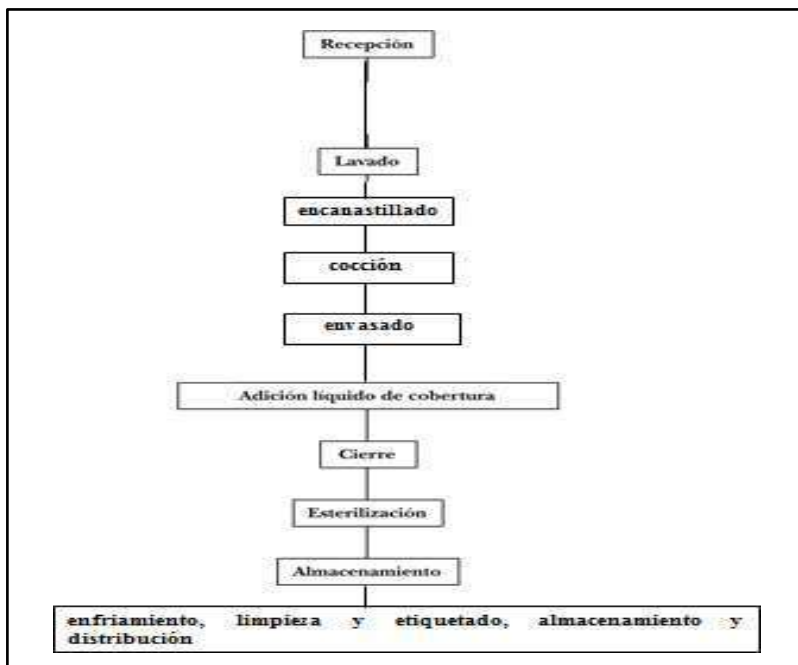 Recepción
Lavado
encanastillado
cocción
envasado
Adición líquido de cobertura
Cierre
Esterilización
Almacenamiento
enfriamiento, limpieza y etiquetado, almacenamiento y
distribución